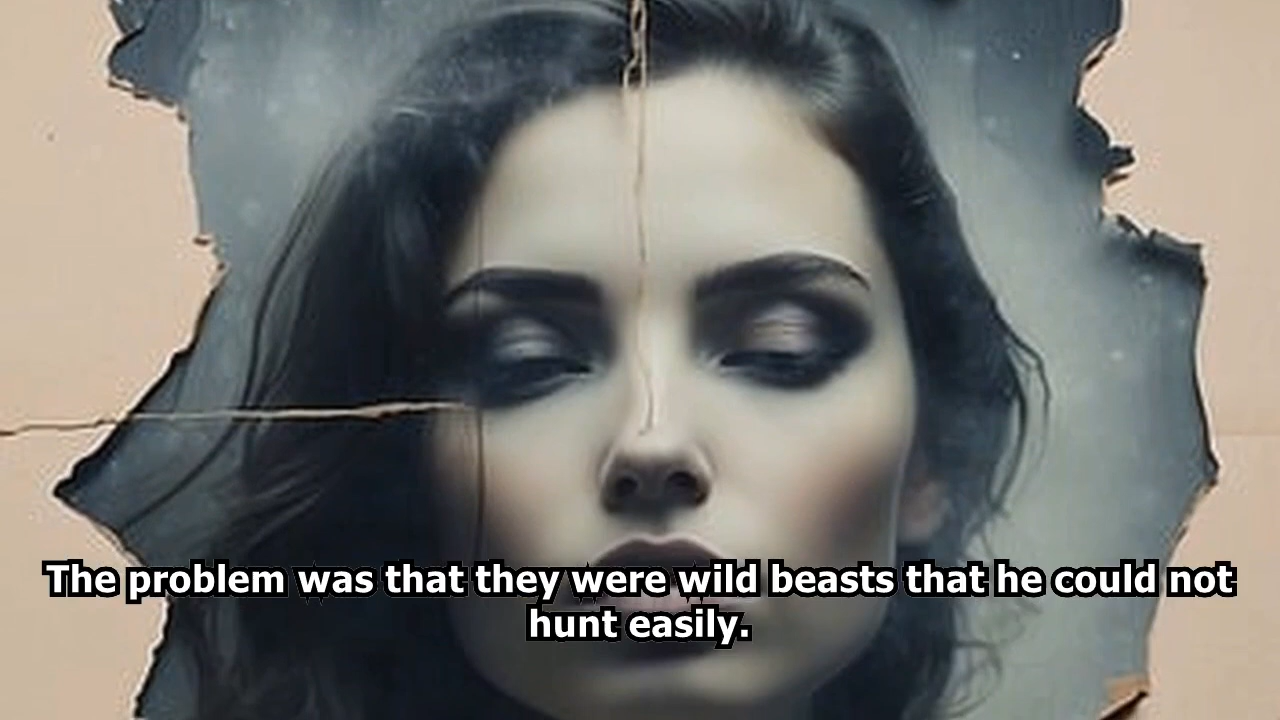 The problem was that they were wild beasts that he could not
hunt easily.